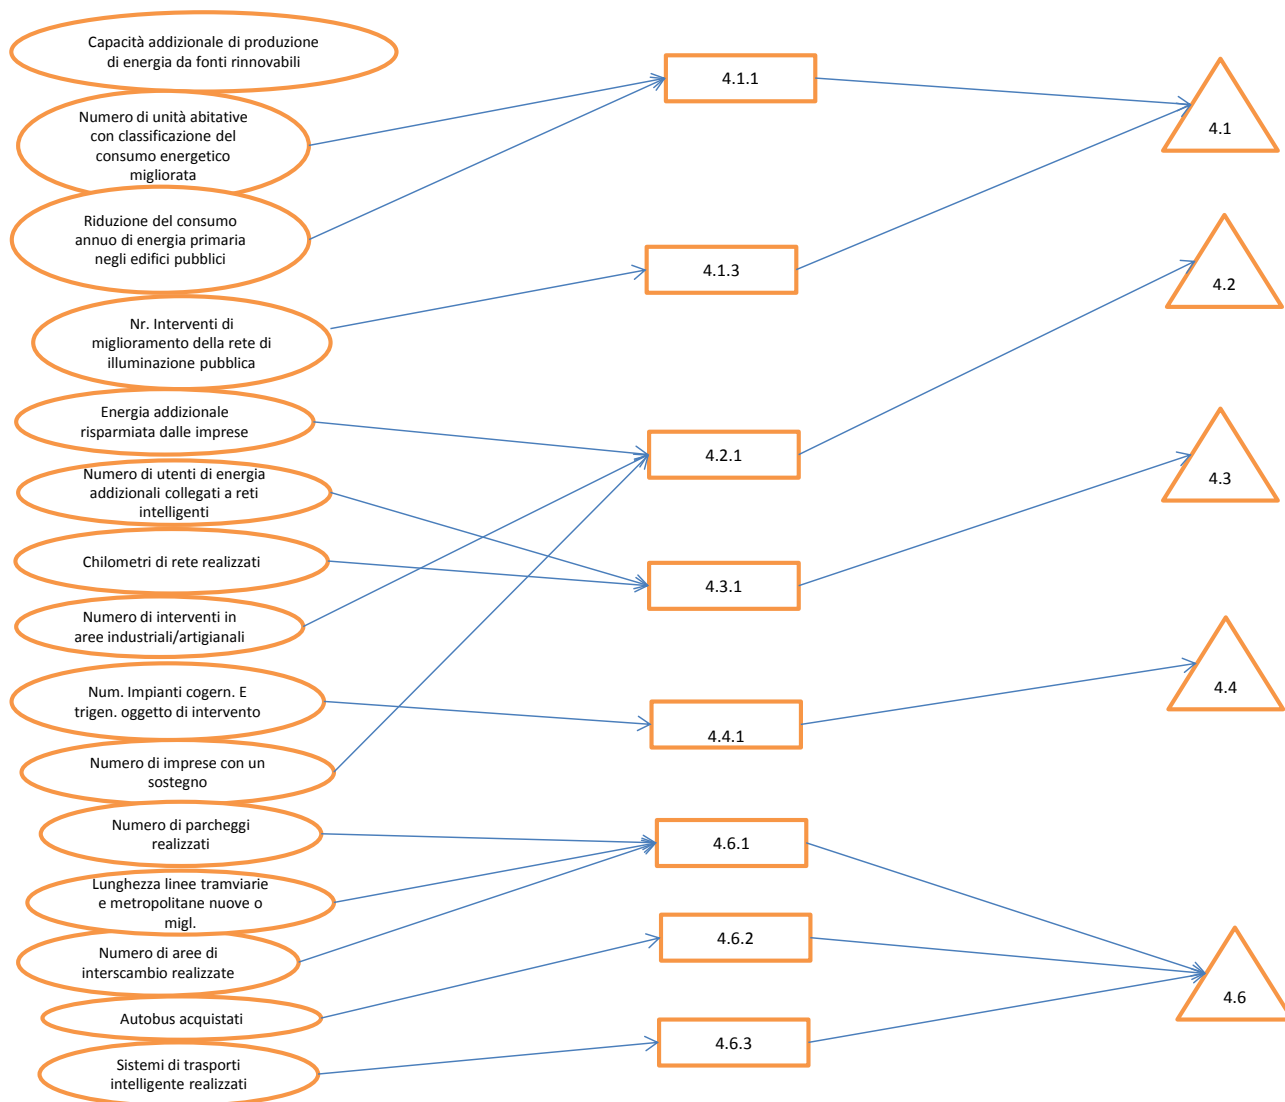 Capacità addizionale di produzione
di energia da fonti rinnovabili
Numero di unità abitative
con classificazione del
consumo energetico
migliorata
Riduzione del consumo
annuo di energia primaria
negli edifici pubblici
Nr. Interventi di
miglioramento della rete di
illuminazione pubblica
Energia addizionale
risparmiata dalle imprese
Numero di utenti di energia
addizionali collegati a reti
intelligenti
Chilometri di rete realizzati
Numero di interventi in
aree industriali/artigianali
Num. Impianti cogern. E
trigen. oggetto di intervento
Numero di imprese con un
sostegno
Numero di parcheggi
realizzati
Lunghezza linee tramviarie
e metropolitane nuove o
migl.
Numero di aree di
interscambio realizzate
Autobus acquistati
Sistemi di trasporti
intelligente realizzati
4.1.1
4.1.3
4.2.1
4.3.1
4.4.1
4.6.1
4.6.2
4.6.3
4.1
4.2
4.3
4.4
4.6